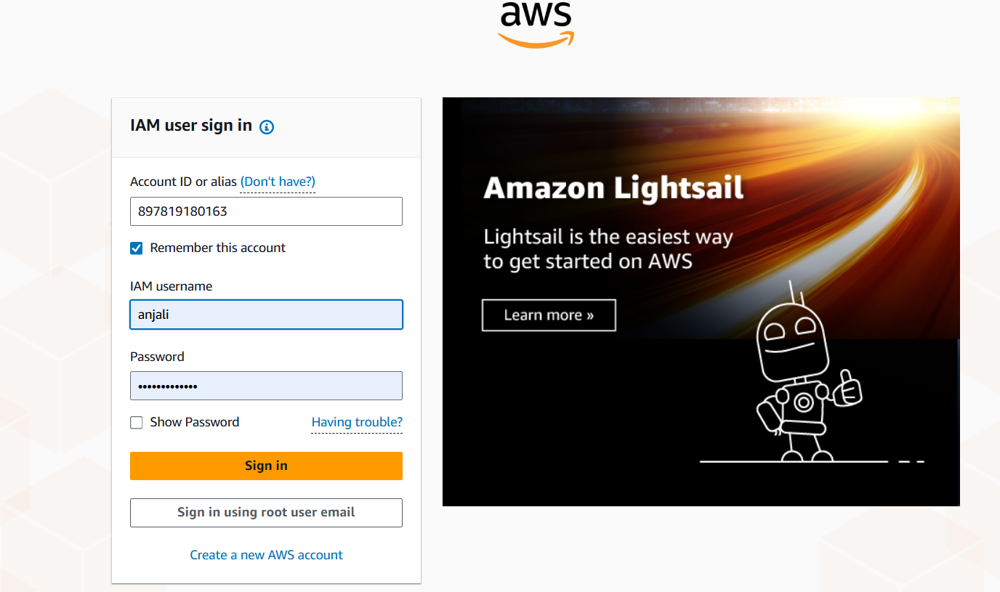 aws
IAM user sign in
Account ID or alias (Don't have?)
897819180163
Remember this account
IAM username
anjali
Password
•••••••••••••
Show Password
Having trouble?
Sign in
Sign in using root user email
Create a new AWS account
Amazon Lightsail
Lightsail is the easiest way
to get started on AWS
Learn more »